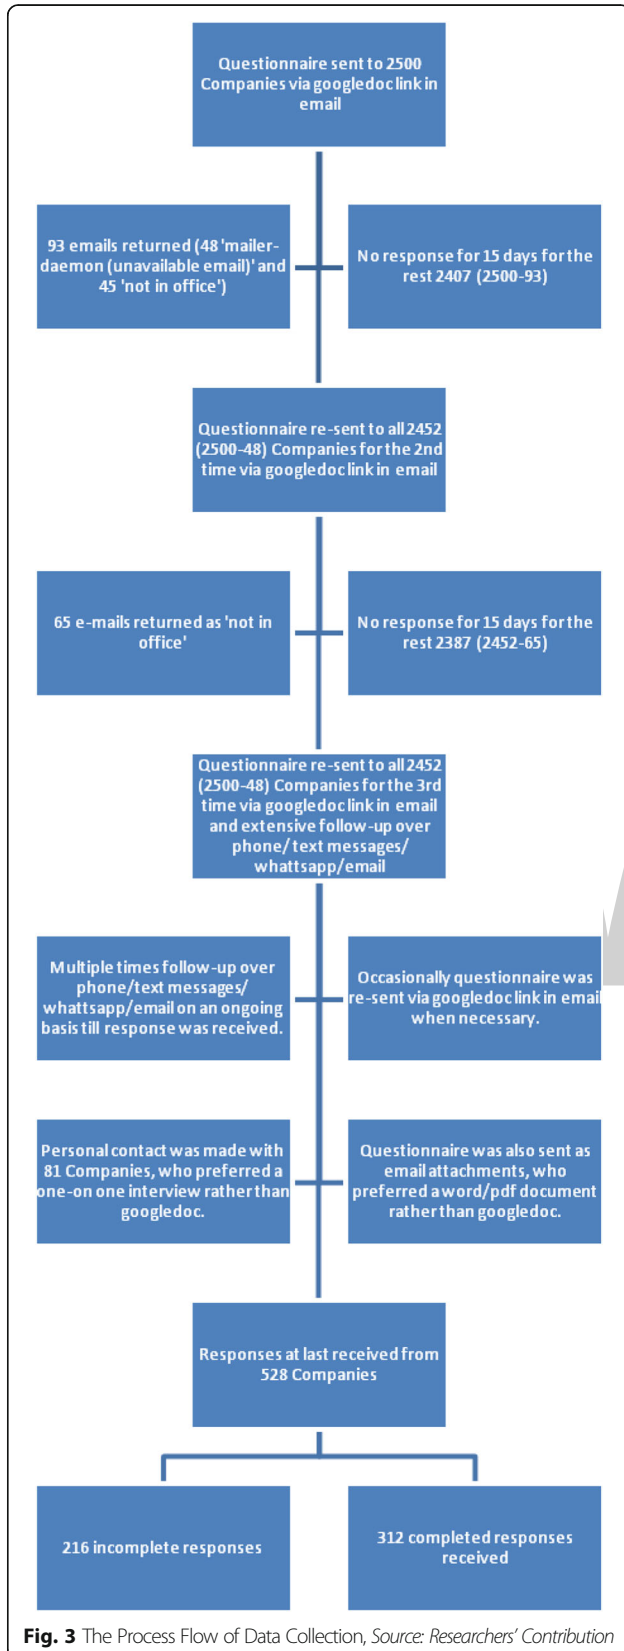 Questionnaire sent to 2500
Companies via googledoc link in
email
93 emails returned (48 'mailer-
daemon (unavailable email)' and
45 'not in office')
No response for 15 days for the
rest 2407 (2500-93)
Questionnaire re-sent to all 2452
(2500-48) Companies for the 2nd
time via googledoc link in email
65 e-mails returned as 'not in
office'
No response for 15 days for the
rest 2387 (2452-65)
Questionnaire re-sent to all 2452
(2500-48) Companies for the 3rd
time via googledoc link in email
and extensive follow-up over
phone/ text messages/
whattsapp/email
Multiple times follow-up over
phone/text messages/
whattsapp/email on an ongoing
basis till response was received.
Occasionally questionnaire was
re-sent via googledoc link in email
when necessary.
Personal contact was made with
81 Companies, who preferred a
one-on one interview rather than
googledoc.
Questionnaire was also sent as
email attachments, who
preferred a word/pdf document
rather than googledoc.
Responses at last received from
528 Companies
216 incomplete responses
312 completed responses
received
Fig. 3 The Process Flow of Data Collection, Source: Researchers' Contribution